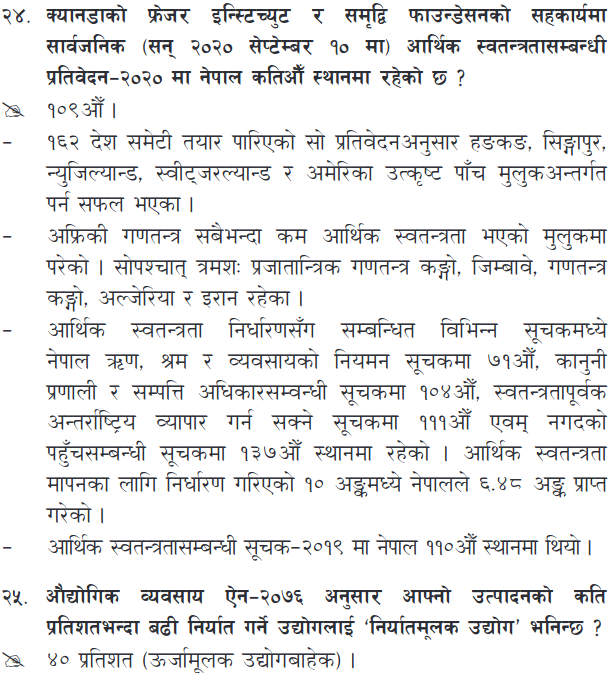 २४. क्यानडाको फ्रेजर इन्स्टिच्युट र समृद्वि फाउन्डेसनको सहकार्यमा
सार्वजनिक (सन् २०२० सेप्टेम्बर १० मा) आर्थिक स्वतन्त्रतासम्बन्धी
प्रतिवेदन-२०२० मा नेपाल कतिऔँ स्थानमा रहेको छ ?
१०९औँ ।
- १६२ देश समेटी तयार पारिएको सो प्रतिवेदनअनुसार हङकङ, सिङ्गापुर,
न्युजिल्यान्ड, स्वीट्जरल्यान्ड र अमेरिका उत्कृष्ट पाँच मुलुकअन्तर्गत
पर्न सफल भएका ।
- अफ्रिकी गणतन्त्र सबैभन्दा कम आर्थिक स्वतन्त्रता भएको मुलुकमा
परेको । सोपश्चात् त्रमशः प्रजातान्त्रिक गणतन्त्र कङ्गो, जिम्बावे, गणतन्त्र
कङ्गो, अल्जेरिया र इरान रहेका ।
- आर्थिक स्वतन्त्रता निर्धारणसँग सम्बन्धित विभिन्न सूचकमध्ये
नेपाल ऋण, श्रम र व्यवसायको नियमन सूचकमा ७१औँ, कानुनी
प्रणाली र सम्पत्ति अधिकारसम्वन्धी सूचकमा १०४औँ, स्वतन्त्रतापूर्वक
अन्तर्राष्ट्रिय व्यापार गर्न सक्ने सूचकमा १११औँ एवम् नगदको
पहुँचसम्बन्धी सूचकमा १३७औँ स्थानमा रहेको । आर्थिक स्वतन्त्रता
मापनका लागि निर्धारण गरिएको १० अङ्कमध्ये नेपालले ६.४८ अङ्क प्राप्त
गरेको ।
- आर्थिक स्वतन्त्रतासम्बन्धी सूचक-२०१९ मा नेपाल ११०औँ स्थानमा थियो ।
२५. औद्योगिक व्यवसाय ऐन-२०७६ अनुसार आफ्नो उत्पादनको कति
प्रतिशतभन्दा बढी निर्यात गर्ने उद्योगलाई ‘निर्यातमूलक उद्योग’ भनिन्छ ?
४० प्रतिशत (ऊर्जामूलक उद्योगबाहेक) ।